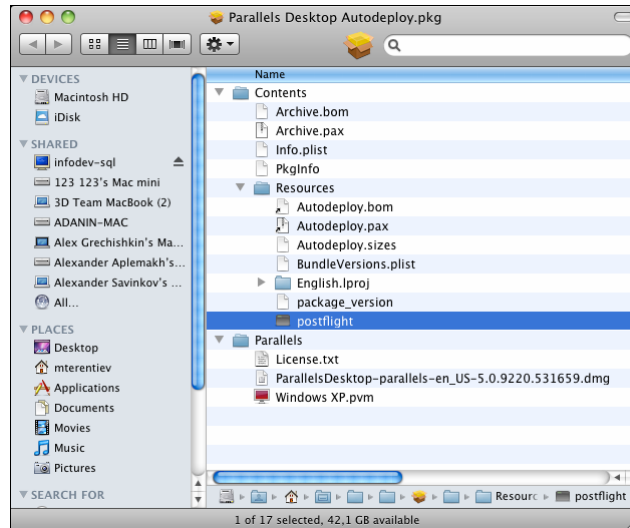 Parallels Desktop Autodeploy.pkg
DEVICES
Macintosh HD
iDisk
SHARED
infodev-sql
123 123's Mac mini
3D Team MacBook (2)
ADANIN-MAC
Alex Grechishkin's Ma...
Alexander Aplemakh's...
Alexander Savinkov's ...
All...
PLACES
Desktop
mterentiev
Applications
Documents
Movies
Music
Pictures
SEARCH FOR
Name
Contents
Archive.bom
Archive.pax
Info.plist
PkgInfo
Resources
Autodeploy.bom
Autodeploy.pax
Autodeploy.sizes
BundleVersions.plist
English.lproj
package_version
postflight
Parallels
License.txt
ParallelsDesktop-parallels-en_US-5.0.9220.531659.dmg
Windows XP.pvm
Resourc postflight
1 of 17 selected, 42,1 GB available